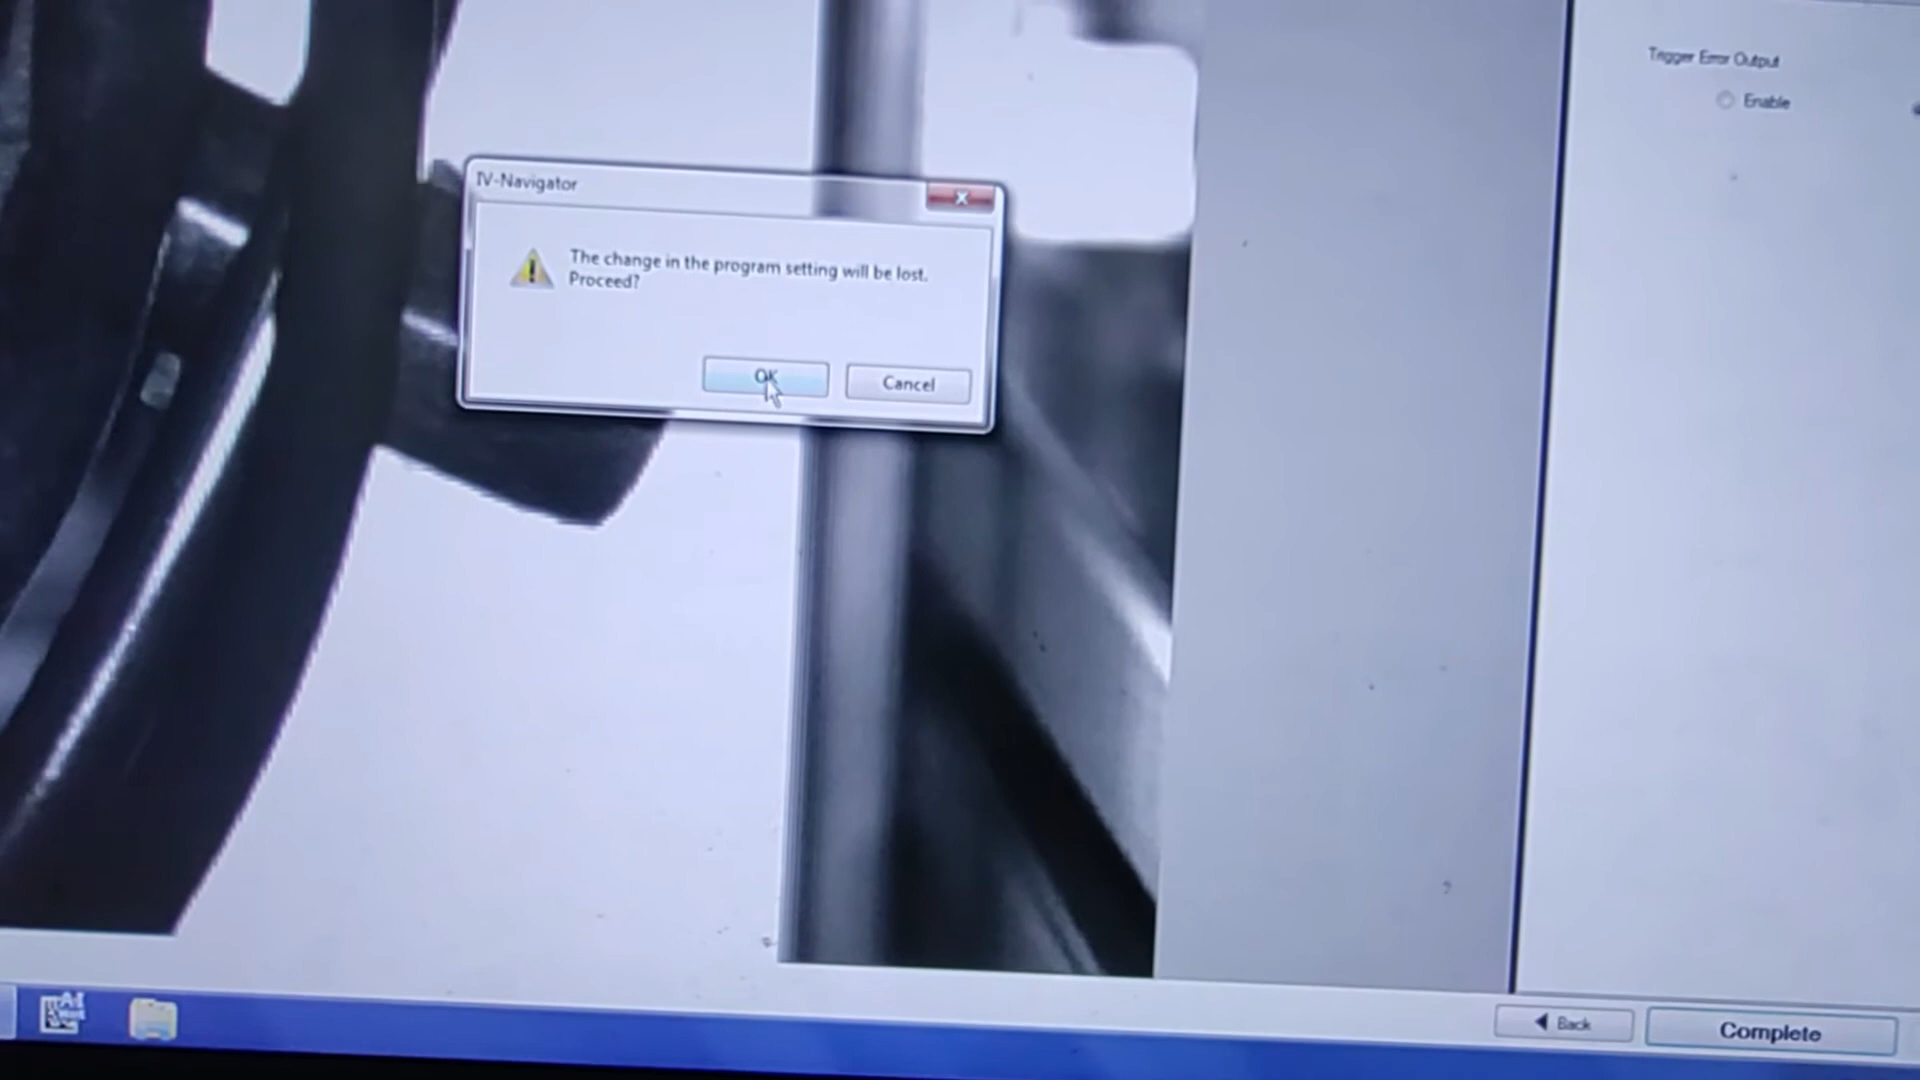 Trigger Error Output
Enable
IV-Navigator
The change in the program setting will be lost.
Proceed?
OK
Cancel
Back
Complete